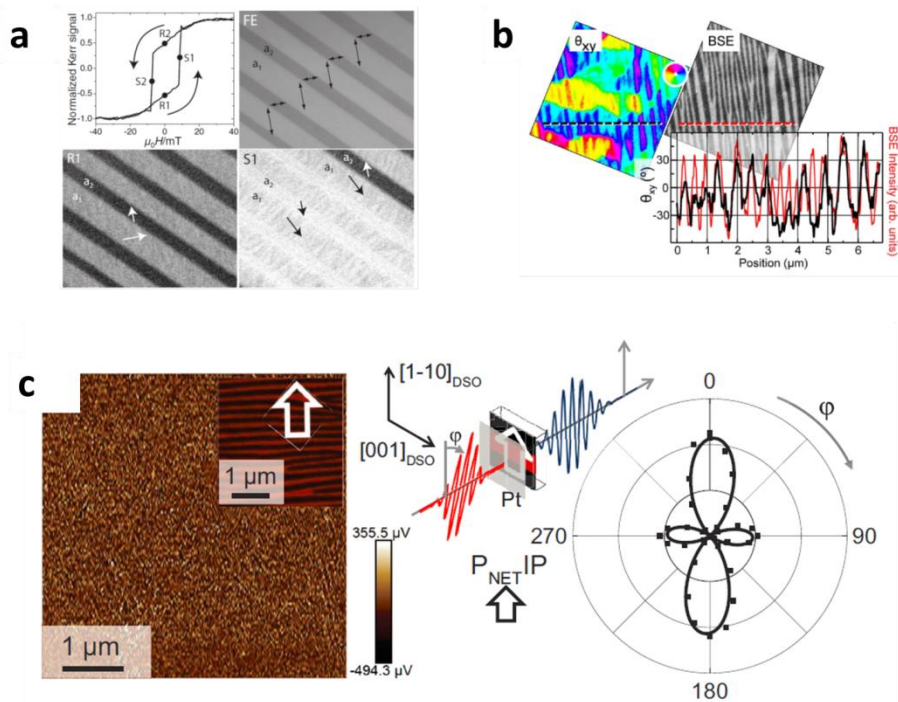 a
Normalized Kerr signal
1.0
0.5
0.0
-0.5
-1.0
-40
-20
0
20
40
μ₀H/mT
R2
S1
S2
R1
FE
a₂
a₁
R1
a₂
a₁
S1
a₂
a₁
a₂
a₁
b
θxy
BSE
θxy (°)
30
0
-30
0
1
2
3
4
5
6
Position (μm)
BSE Intensity (arb. units)
c
1 μm
1 μm
355.5 μV
-494.3 μV
[1-10]DSO
[001]DSO
φ
Pt
PNETIP
0
φ
270
90
180